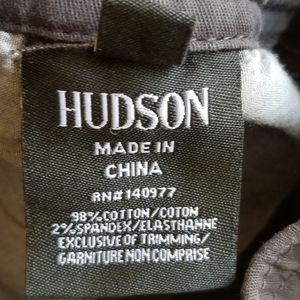 HUDSON
MADE IN
CHINA
RN# 140977
98% COTTON/COTON
2% SPANDEX/ELASTHANNE
EXCLUSIVE OF TRIMMING/
GARNITURE NON COMPRISE